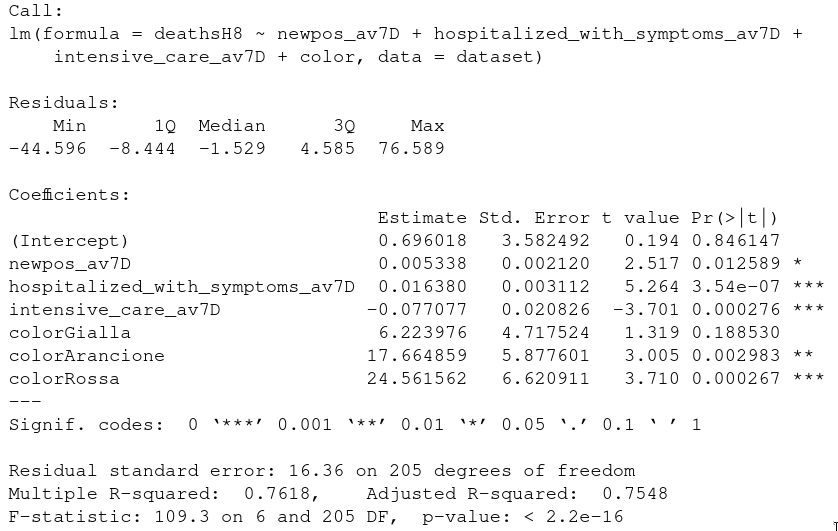 Call:
lm(formula = deathsH8 ~ newpos_av7D + hospitalized_with_symptoms_av7D +
    intensive_care_av7D + color, data = dataset)
Residuals:
    Min      1Q  Median      3Q     Max
-44.596  -8.444  -1.529   4.585  76.589
Coefficients:
                                 Estimate Std. Error t value Pr(>|t|)
(Intercept)                      0.696018   3.582492   0.194 0.846147
newpos_av7D                      0.005338   0.002120   2.517 0.012589 *
hospitalized_with_symptoms_av7D  0.016380   0.003112   5.264 3.54e-07 ***
intensive_care_av7D             -0.077077   0.020826  -3.701 0.000276 ***
colorGialla                      6.223976   4.717524   1.319 0.188530
colorArancione                  17.664859   5.877601   3.005 0.002983 **
colorRossa                      24.561562   6.620911   3.710 0.000267 ***
---
Signif. codes:  0 ‘***’ 0.001 ‘**’ 0.01 ‘*’ 0.05 ‘.’ 0.1 ‘ ’ 1
Residual standard error: 16.36 on 205 degrees of freedom
Multiple R-squared:  0.7618,    Adjusted R-squared:  0.7548
F-statistic: 109.3 on 6 and 205 DF,  p-value: < 2.2e-16